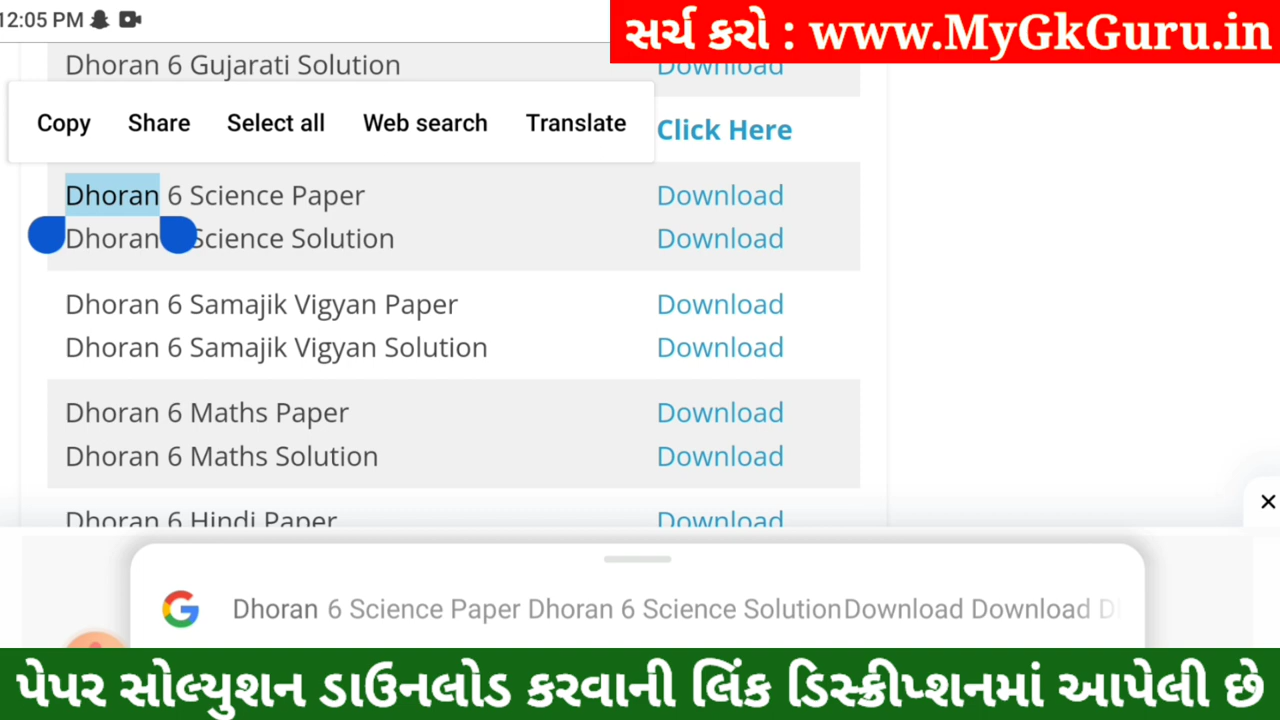 12:05 PM
સર્ચ કરો : www.MyGkGuru.in
Dhoran 6 Gujarati Solution Download
Copy Share Select all Web search Translate
Click Here
Dhoran 6 Science Paper Download
Dhoran Science Solution Download
Dhoran 6 Samajik Vigyan Paper Download
Dhoran 6 Samajik Vigyan Solution Download
Dhoran 6 Maths Paper Download
Dhoran 6 Maths Solution Download
Dhoran 6 Hindi Paper Download
Dhoran 6 Science Paper Dhoran 6 Science SolutionDownload Download D
પેપર સોલ્યુશન ડાઉનલોડ કરવાની લિંક ડિસ્ક્રીપ્શનમાં આપેલી છે